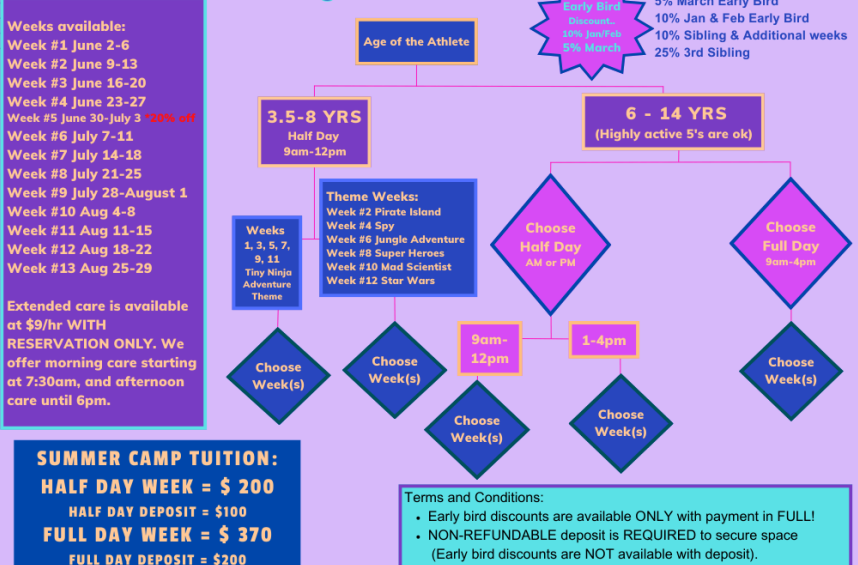 Early Bird
Discount..
10% Jan/Feb
5% March
5% March Early Bird
10% Jan & Feb Early Bird
10% Sibling & Additional weeks
25% 3rd Sibling
Weeks available:
Week #1 June 2-6
Week #2 June 9-13
Week #3 June 16-20
Week #4 June 23-27
Week #5 June 30-July 3 *20% off
Week #6 July 7-11
Week #7 July 14-18
Week #8 July 21-25
Week #9 July 28-August 1
Week #10 Aug 4-8
Week #11 Aug 11-15
Week #12 Aug 18-22
Week #13 Aug 25-29
Extended care is available
at $9/hr WITH
RESERVATION ONLY. We
offer morning care starting
at 7:30am, and afternoon
care until 6pm.
Age of the Athlete
3.5-8 YRS
Half Day
9am-12pm
6 - 14 YRS
(Highly active 5's are ok)
Weeks
1, 3, 5, 7,
9, 11
Tiny Ninja
Adventure
Theme
Theme Weeks:
Week #2 Pirate Island
Week #4 Spy
Week #6 Jungle Adventure
Week #8 Super Heroes
Week #10 Mad Scientist
Week #12 Star Wars
Choose
Half Day
AM or PM
Choose
Full Day
9am-4pm
9am-
12pm
1-4pm
Choose
Week(s)
Choose
Week(s)
Choose
Week(s)
Choose
Week(s)
Choose
Week(s)
SUMMER CAMP TUITION:
HALF DAY WEEK = $ 200
HALF DAY DEPOSIT = $100
FULL DAY WEEK = $ 370
FULL DAY DEPOSIT = $200
Terms and Conditions:
• Early bird discounts are available ONLY with payment in FULL!
• NON-REFUNDABLE deposit is REQUIRED to secure space
(Early bird discounts are NOT available with deposit).